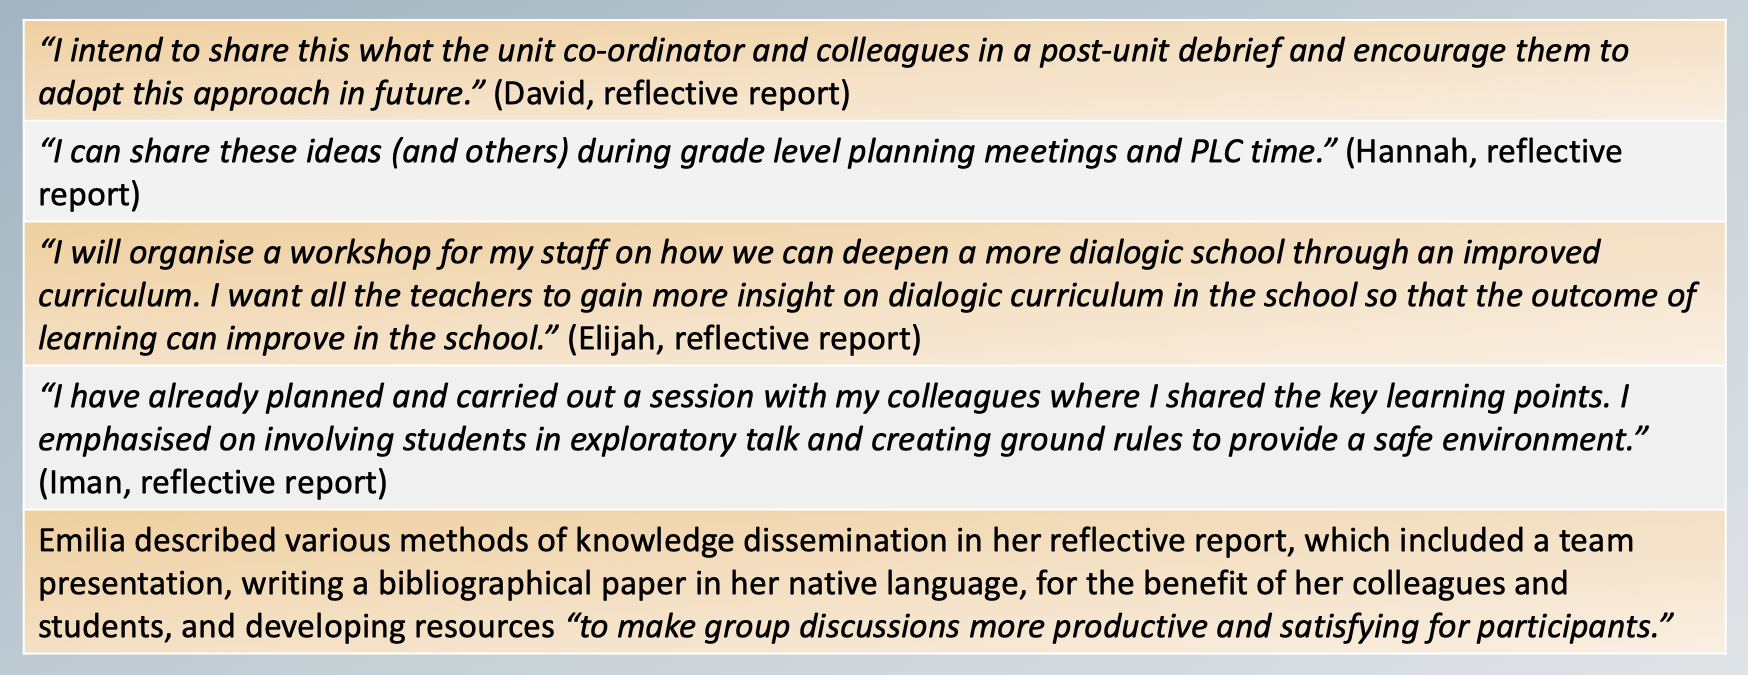 “I intend to share this what the unit co-ordinator and colleagues in a post-unit debrief and encourage them to
adopt this approach in future.” (David, reflective report)
“I can share these ideas (and others) during grade level planning meetings and PLC time.” (Hannah, reflective
report)
“I will organise a workshop for my staff on how we can deepen a more dialogic school through an improved
curriculum. I want all the teachers to gain more insight on dialogic curriculum in the school so that the outcome of
learning can improve in the school.” (Elijah, reflective report)
“I have already planned and carried out a session with my colleagues where I shared the key learning points. I
emphasised on involving students in exploratory talk and creating ground rules to provide a safe environment.”
(Iman, reflective report)
Emilia described various methods of knowledge dissemination in her reflective report, which included a team
presentation, writing a bibliographical paper in her native language, for the benefit of her colleagues and
students, and developing resources “to make group discussions more productive and satisfying for participants.”